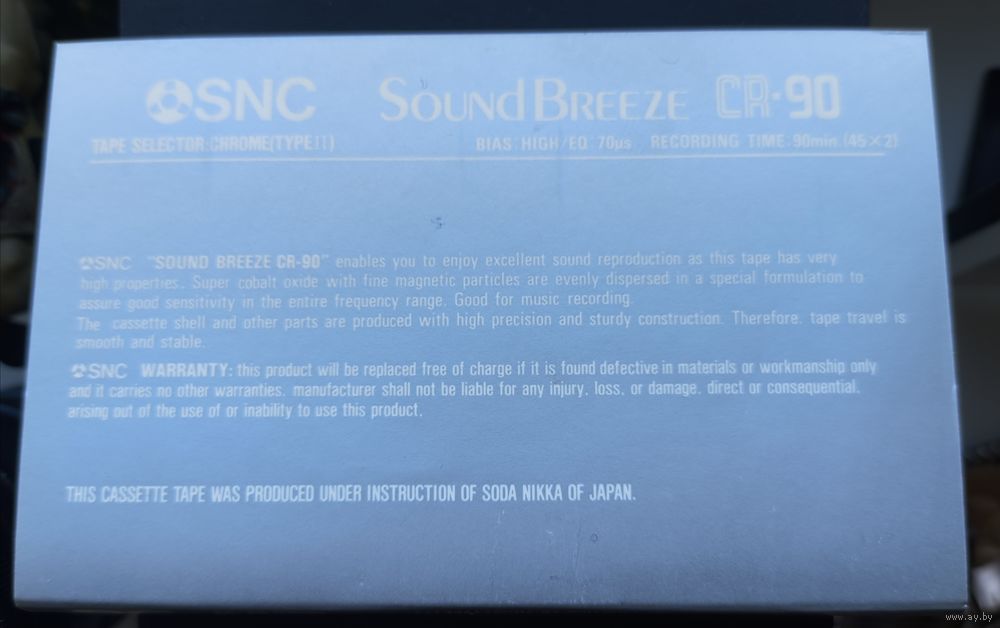 SNC SOUNd BREEZE CR-90
TAPE SELECTOR:CHROME(TYPE II) BIAS:HIGH/EQ 70μs RECORDING TIME:90min.(45×2)
SNC "SOUND BREEZE CR-90" enables you to enjoy excellent sound reproduction as this tape has very
high properties. Super cobalt oxide with fine magnetic particles are evenly dispersed in a special formulation to
assure good sensitivity in the entire frequency range. Good for music recording.
The cassette shell and other parts are produced with high precision and sturdy construction. Therefore, tape travel is
smooth and stable.
SNC WARRANTY: this product will be replaced free of charge if it is found defective in materials or workmanship only
and it carries no other warranties. manufacturer shall not be liable for any injury, loss, or damage, direct or consequential,
arising out of the use of or inability to use this product.
THIS CASSETTE TAPE WAS PRODUCED UNDER INSTRUCTION OF SODA NIKKA OF JAPAN.
www.ay.by